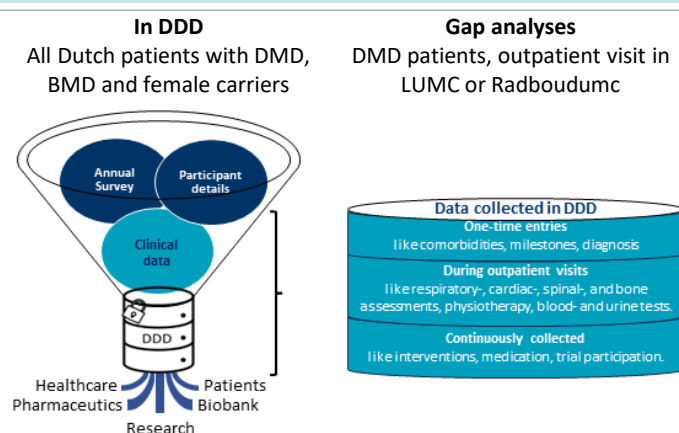 In DDD
All Dutch patients with DMD,
BMD and female carriers
Annual
Survey
Participant
details
Clinical
data
DDD
Healthcare
Patients
Pharmaceutics
Biobank
Research
Gap analyses
DMD patients, outpatient visit in
LUMC or Radboudumc
Data collected in DDD
One-time entries
like comorbidities, milestones, diagnosis
During outpatient visits
like respiratory-, cardiac-, spinal-, and bone
assessments, physiotherapy, blood- and urine tests.
Continuously collected
like interventions, medication, trial participation.